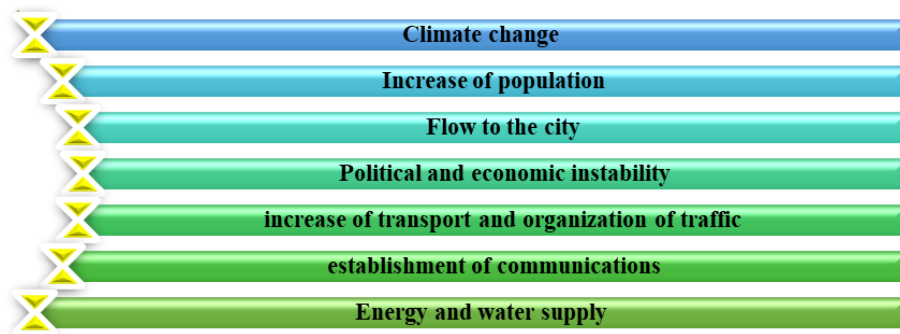 Climate change
Increase of population
Flow to the city
Political and economic instability
increase of transport and organization of traffic
establishment of communications
Energy and water supply